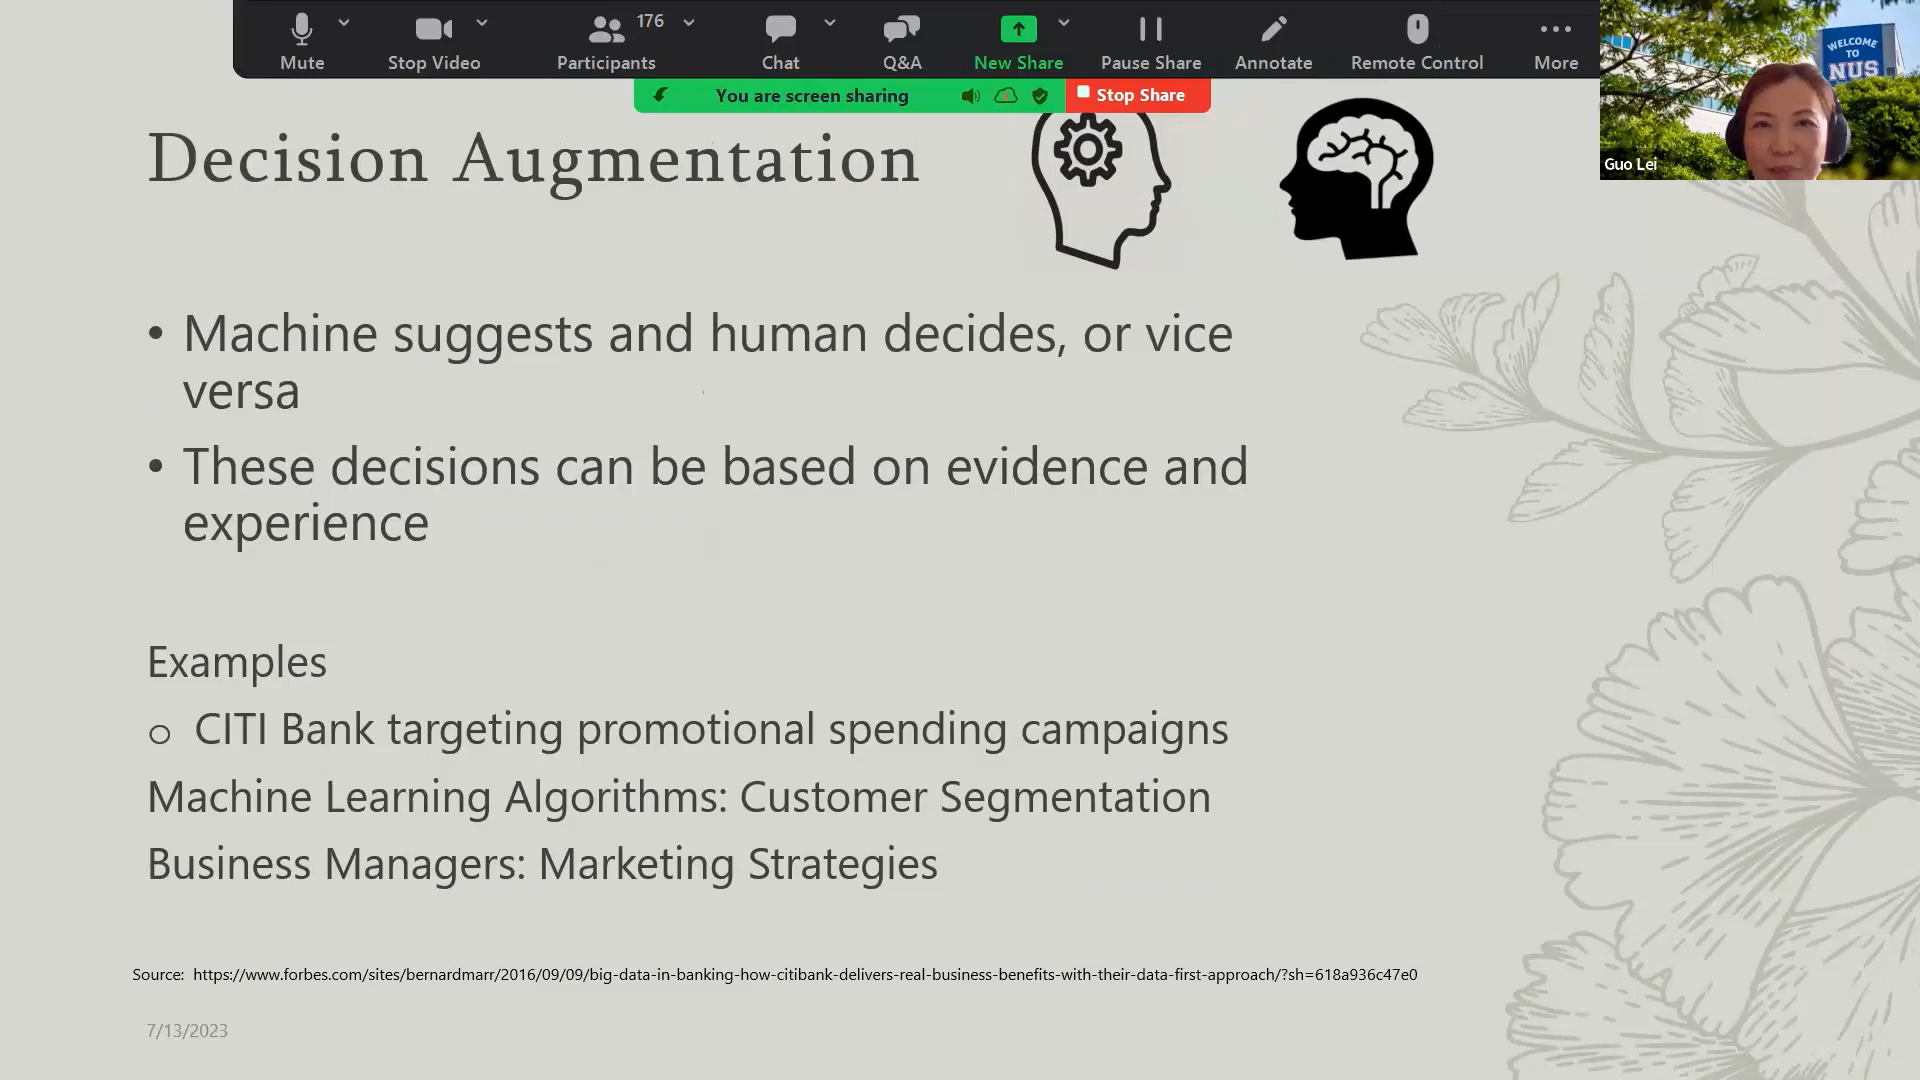 176
Mute
Stop Video
Participants
Chat
Q&A
New Share
Pause Share
Annotate
Remote Control
More
You are screen sharing
Stop Share
WELCOME
TO
NUS
Guo Lei
Decision Augmentation
• Machine suggests and human decides, or vice
versa
• These decisions can be based on evidence and
experience
Examples
o CITI Bank targeting promotional spending campaigns
Machine Learning Algorithms: Customer Segmentation
Business Managers: Marketing Strategies
Source: https://www.forbes.com/sites/bernardmarr/2016/09/09/big-data-in-banking-how-citibank-delivers-real-business-benefits-with-their-data-first-approach/?sh=618a936c47e0
7/13/2023